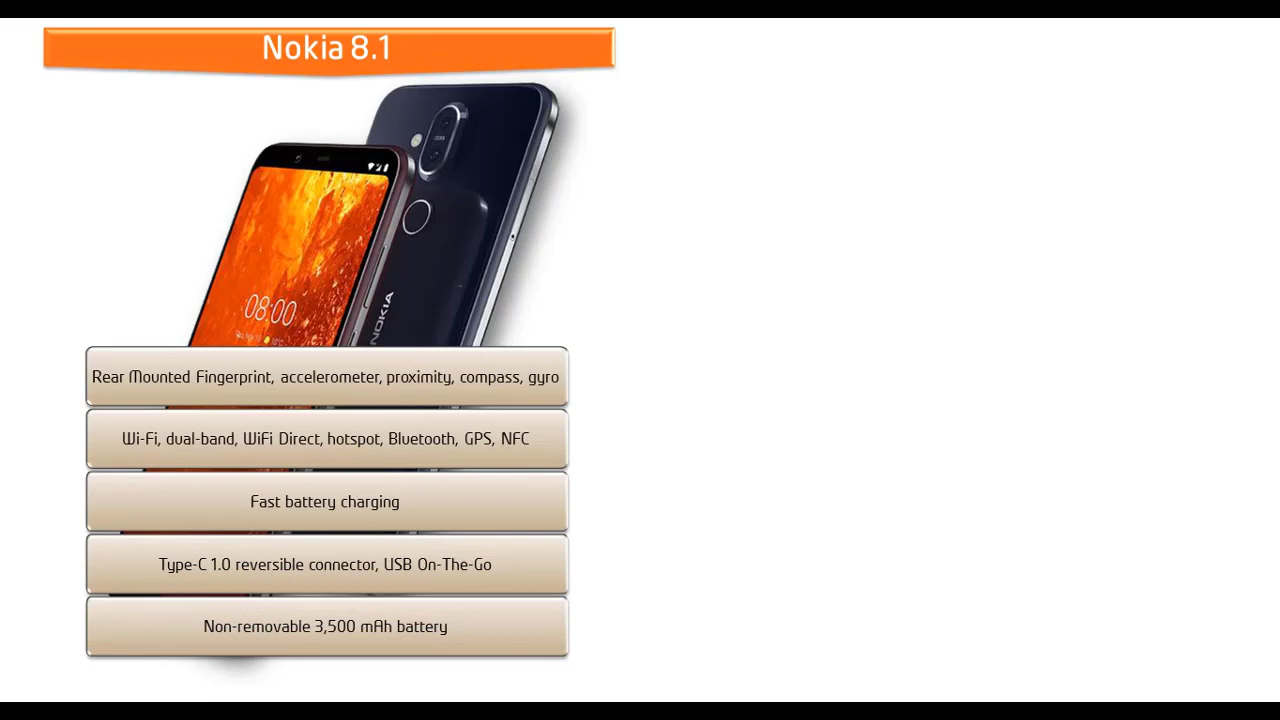 Nokia 8.1
08:00
NOKIA
Rear Mounted Fingerprint, accelerometer, proximity, compass, gyro
Wi-Fi, dual-band, WiFi Direct, hotspot, Bluetooth, GPS, NFC
Fast battery charging
Type-C 1.0 reversible connector, USB On-The-Go
Non-removable 3,500 mAh battery